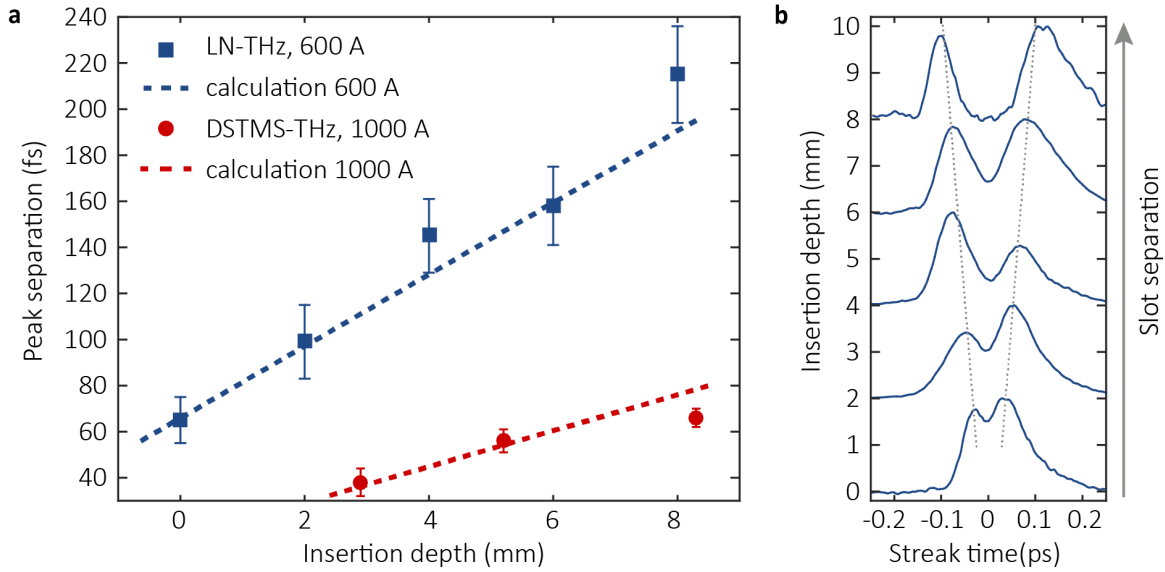 a
240
220
200
180
160
140
120
100
80
60
40
Peak separation (fs)
LN-THz, 600 A
calculation 600 A
DSTMS-THz, 1000 A
calculation 1000 A
0 2 4 6 8
Insertion depth (mm)
b
10
9
8
7
6
5
4
3
2
1
0
Insertion depth (mm)
-0.2 -0.1 0 0.1 0.2
Streak time(ps)
Slot separation